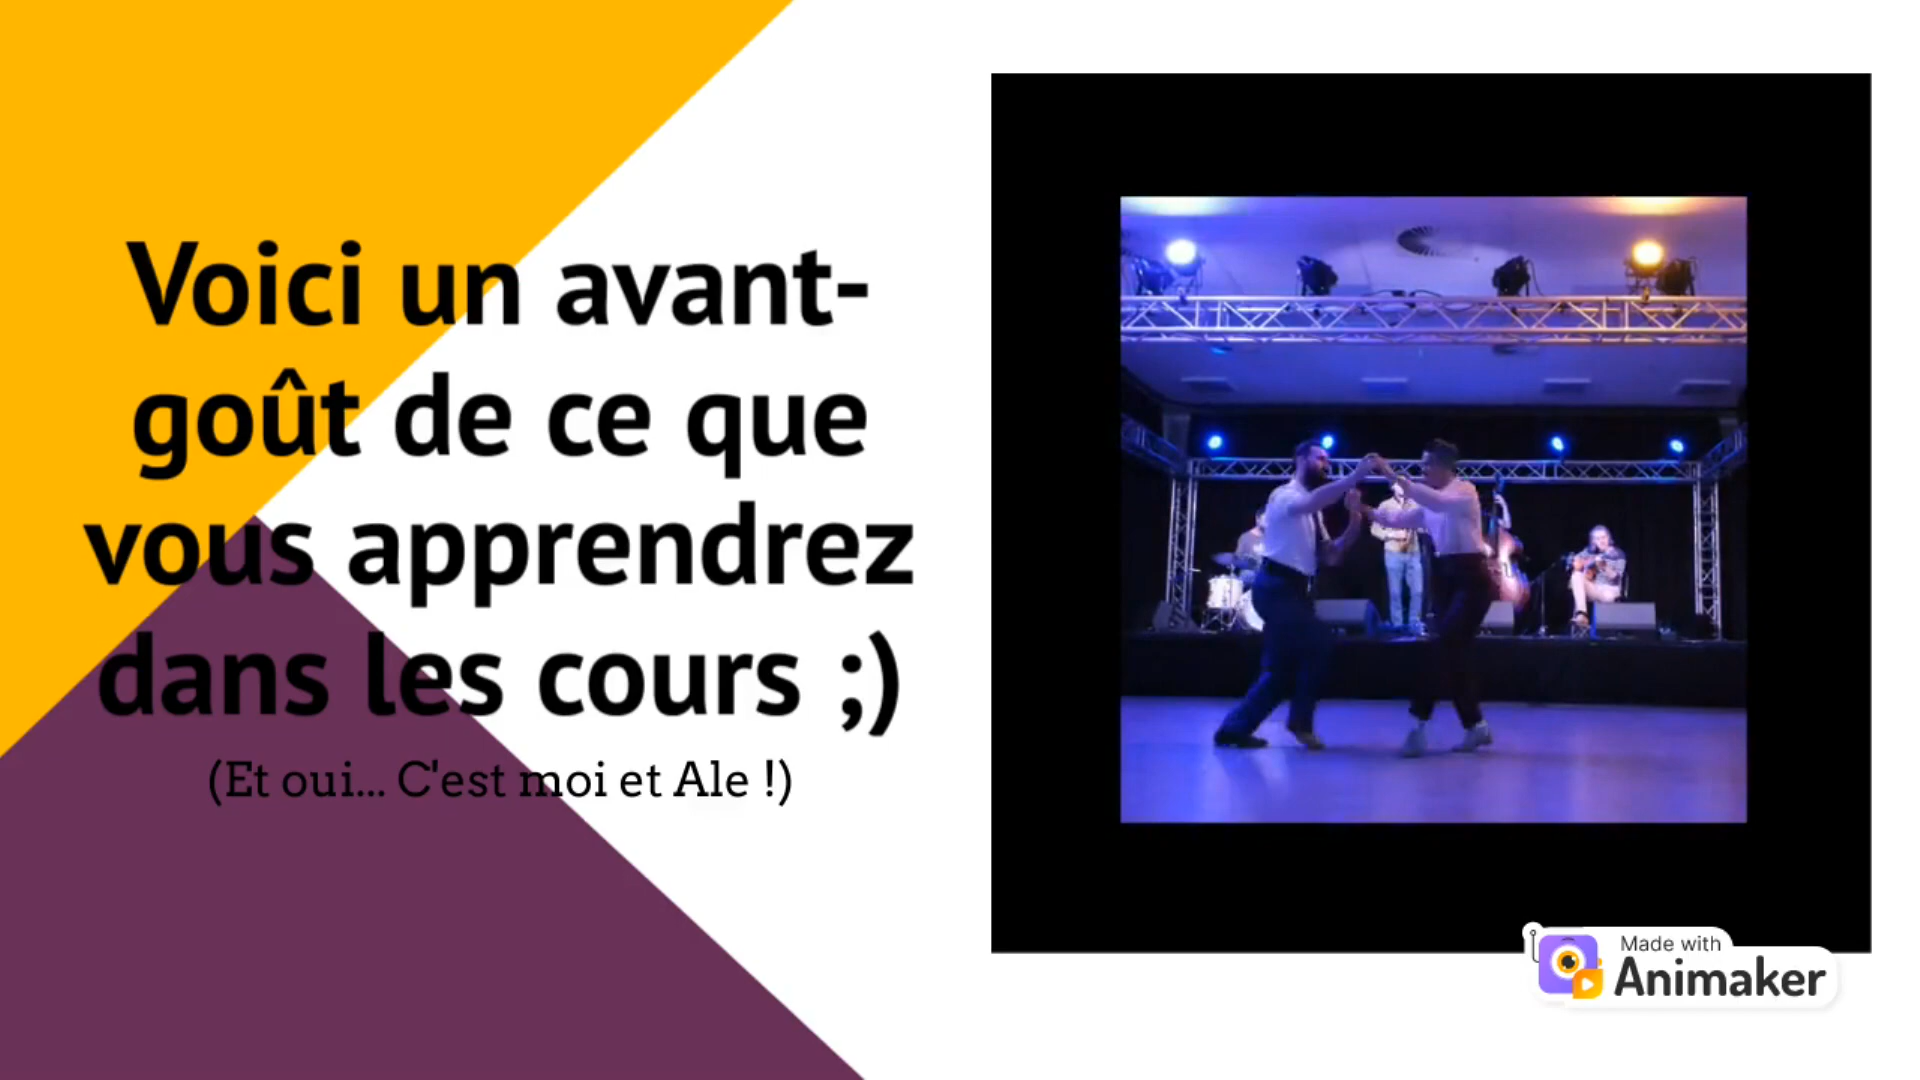 Voici un avant-
goût de ce que
vous apprendrez
dans les cours ;)
(Et oui... C'est moi et Ale !)
Made with
Animaker